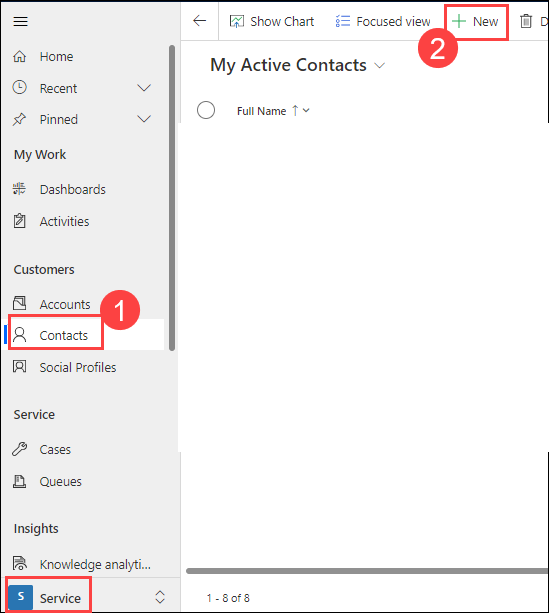 Show Chart
Focused view
New
D
2
My Active Contacts
Full Name
Home
Recent
Pinned
My Work
Dashboards
Activities
Customers
Accounts
1
Contacts
Social Profiles
Service
Cases
Queues
Insights
Knowledge analyti...
S Service
1 - 8 of 8